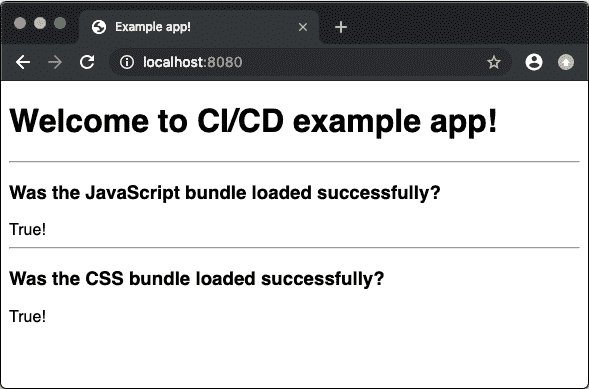 Example app!
localhost:8080
Welcome to CI/CD example app!
Was the JavaScript bundle loaded successfully?
True!
Was the CSS bundle loaded successfully?
True!